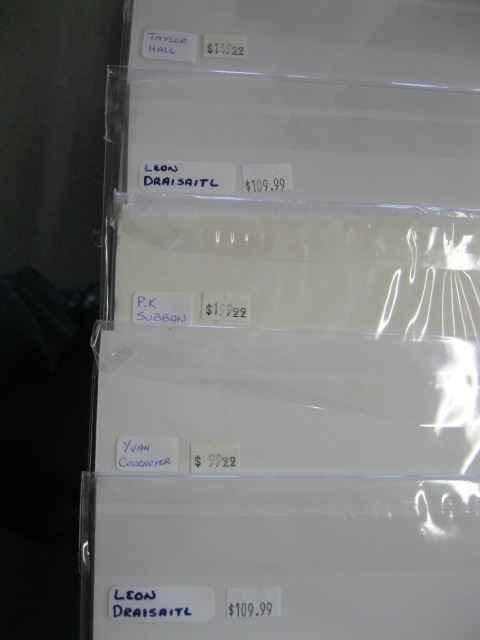 TAYLOR
HALL
LEON
DRAISAITL
$109.99
P.K
SUBBAN
YVAN
COURNOYER
LEON
DRAISAITL
$109.99